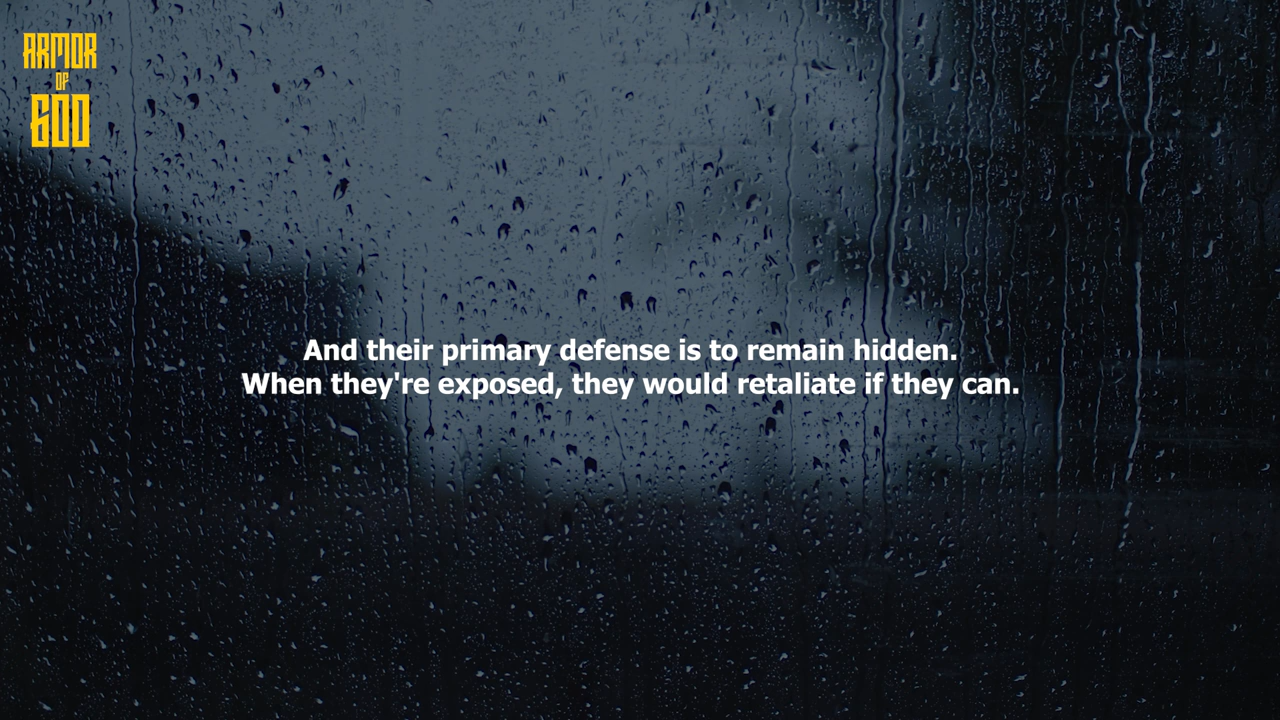 ARMOR
OF
GOD
And their primary defense is to remain hidden.
When they're exposed, they would retaliate if they can.